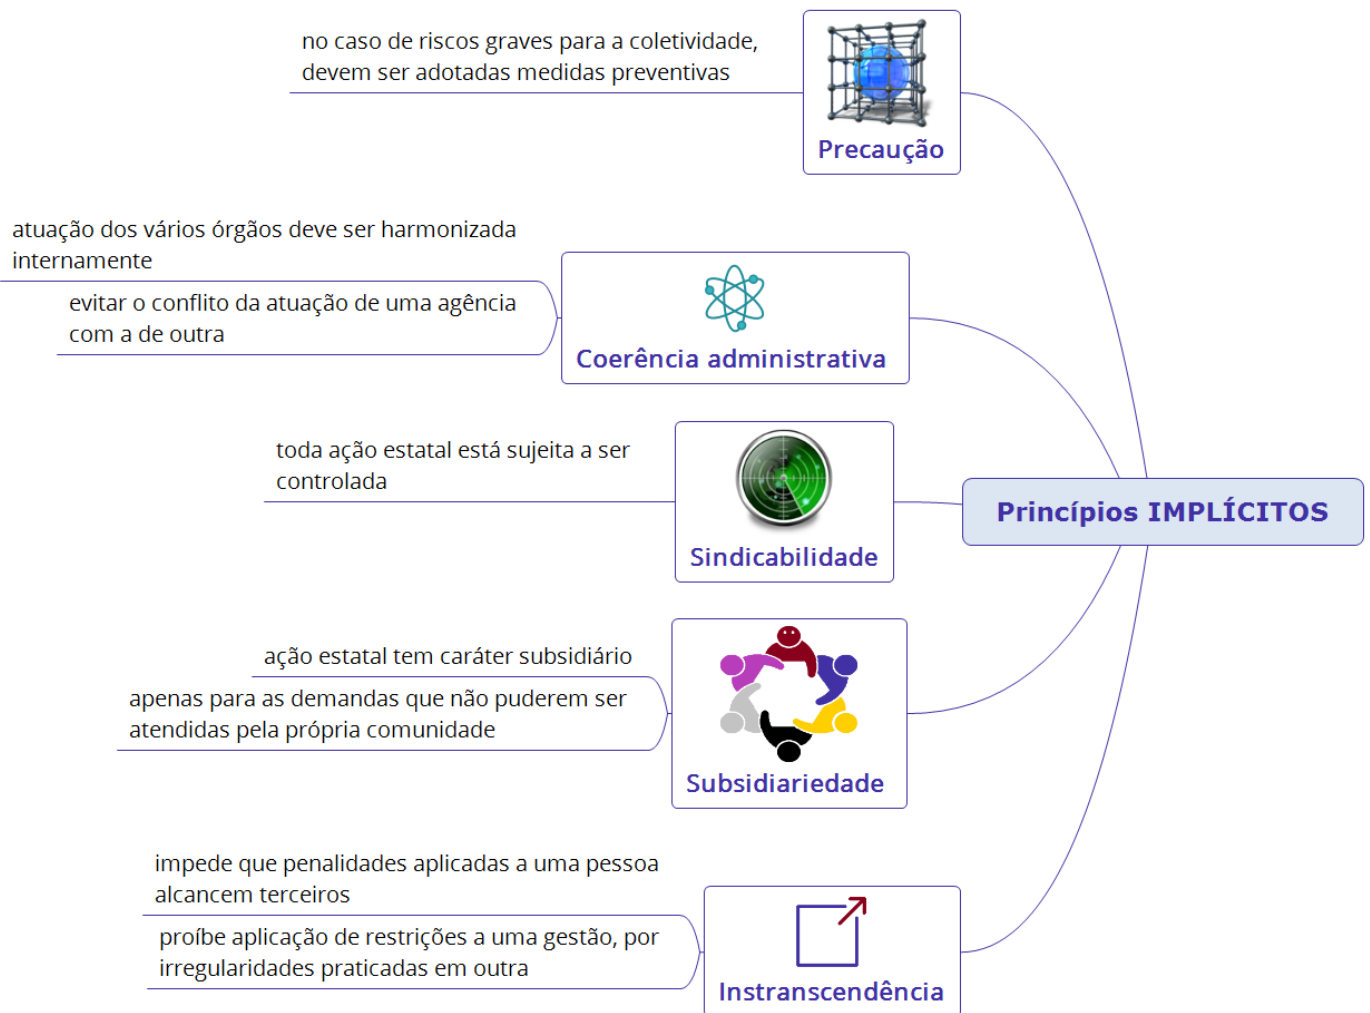 no caso de riscos graves para a coletividade,
devem ser adotadas medidas preventivas
Precaução
atuação dos vários órgãos deve ser harmonizada
internamente
evitar o conflito da atuação de uma agência
com a de outra
Coerência administrativa
toda ação estatal está sujeita a ser
controlada
Sindicabilidade
Princípios IMPLÍCITOS
ação estatal tem caráter subsidiário
apenas para as demandas que não puderem ser
atendidas pela própria comunidade
Subsidiariedade
impede que penalidades aplicadas a uma pessoa
alcancem terceiros
proíbe aplicação de restrições a uma gestão, por
irregularidades praticadas em outra
Instranscendência